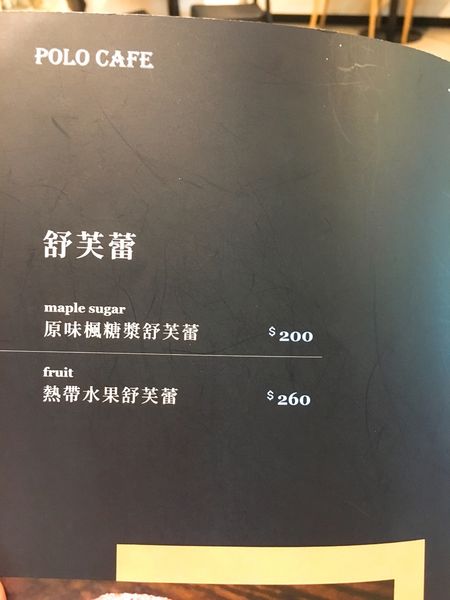 POLO CAFE
舒芙蕾
maple sugar
原味楓糖漿舒芙蕾 $200
fruit
熱帶水果舒芙蕾 $260